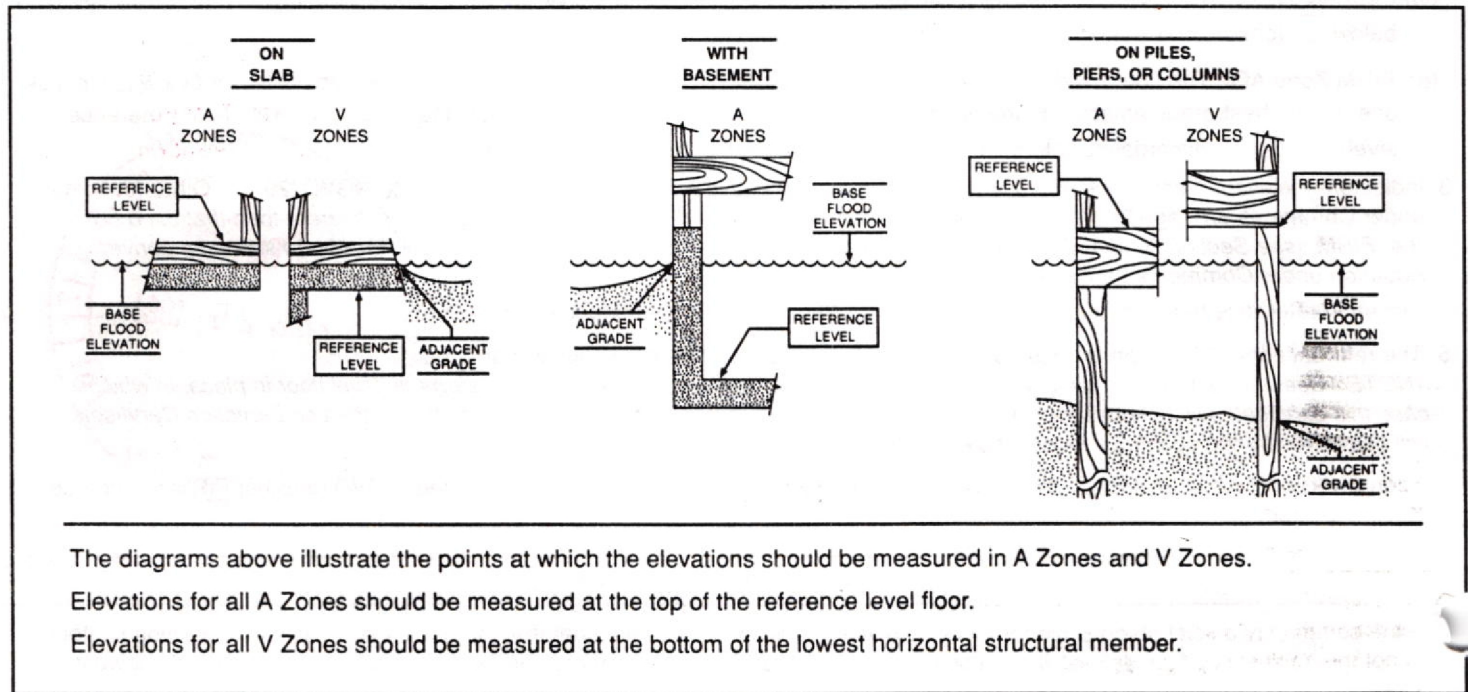 below
ON
SLAB
A
ZONES
V
ZONES
REFERENCE
LEVEL
BASE
FLOOD
ELEVATION
REFERENCE
LEVEL
ADJACENT
GRADE
WITH
BASEMENT
A
ZONES
BASE
FLOOD
ELEVATION
ADJACENT
GRADE
REFERENCE
LEVEL
ON PILES,
PIERS, OR COLUMNS
A
ZONES
V
ZONES
REFERENCE
LEVEL
REFERENCE
LEVEL
BASE
FLOOD
ELEVATION
ADJACENT
GRADE
The diagrams above illustrate the points at which the elevations should be measured in A Zones and V Zones.
Elevations for all A Zones should be measured at the top of the reference level floor.
Elevations for all V Zones should be measured at the bottom of the lowest horizontal structural member.